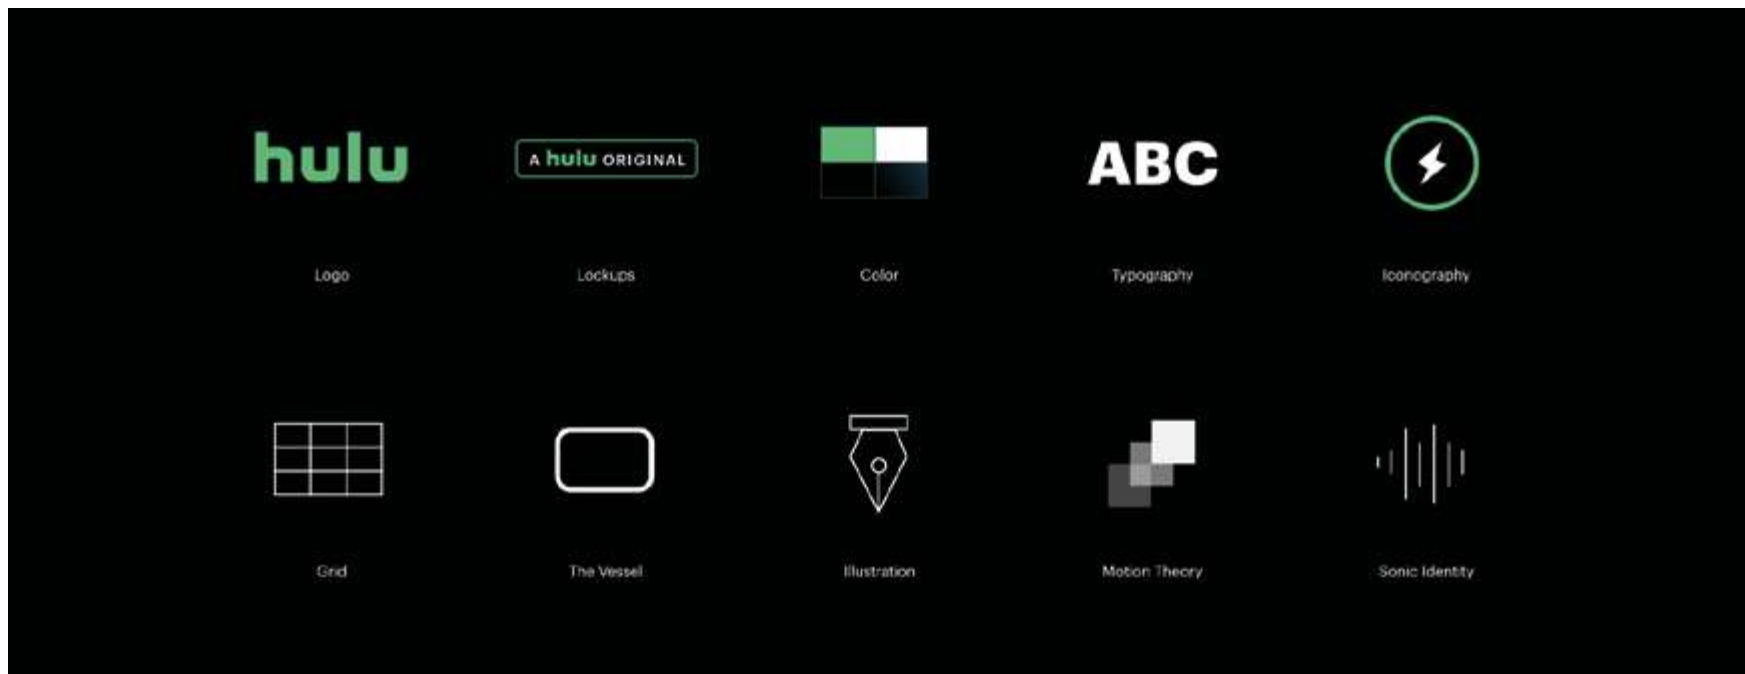 hulu
A hulu ORIGINAL
ABC
Logo
Lockups
Color
Typography
Iconography
Grid
The Vessel
Illustration
Motion Theory
Sonic Identity